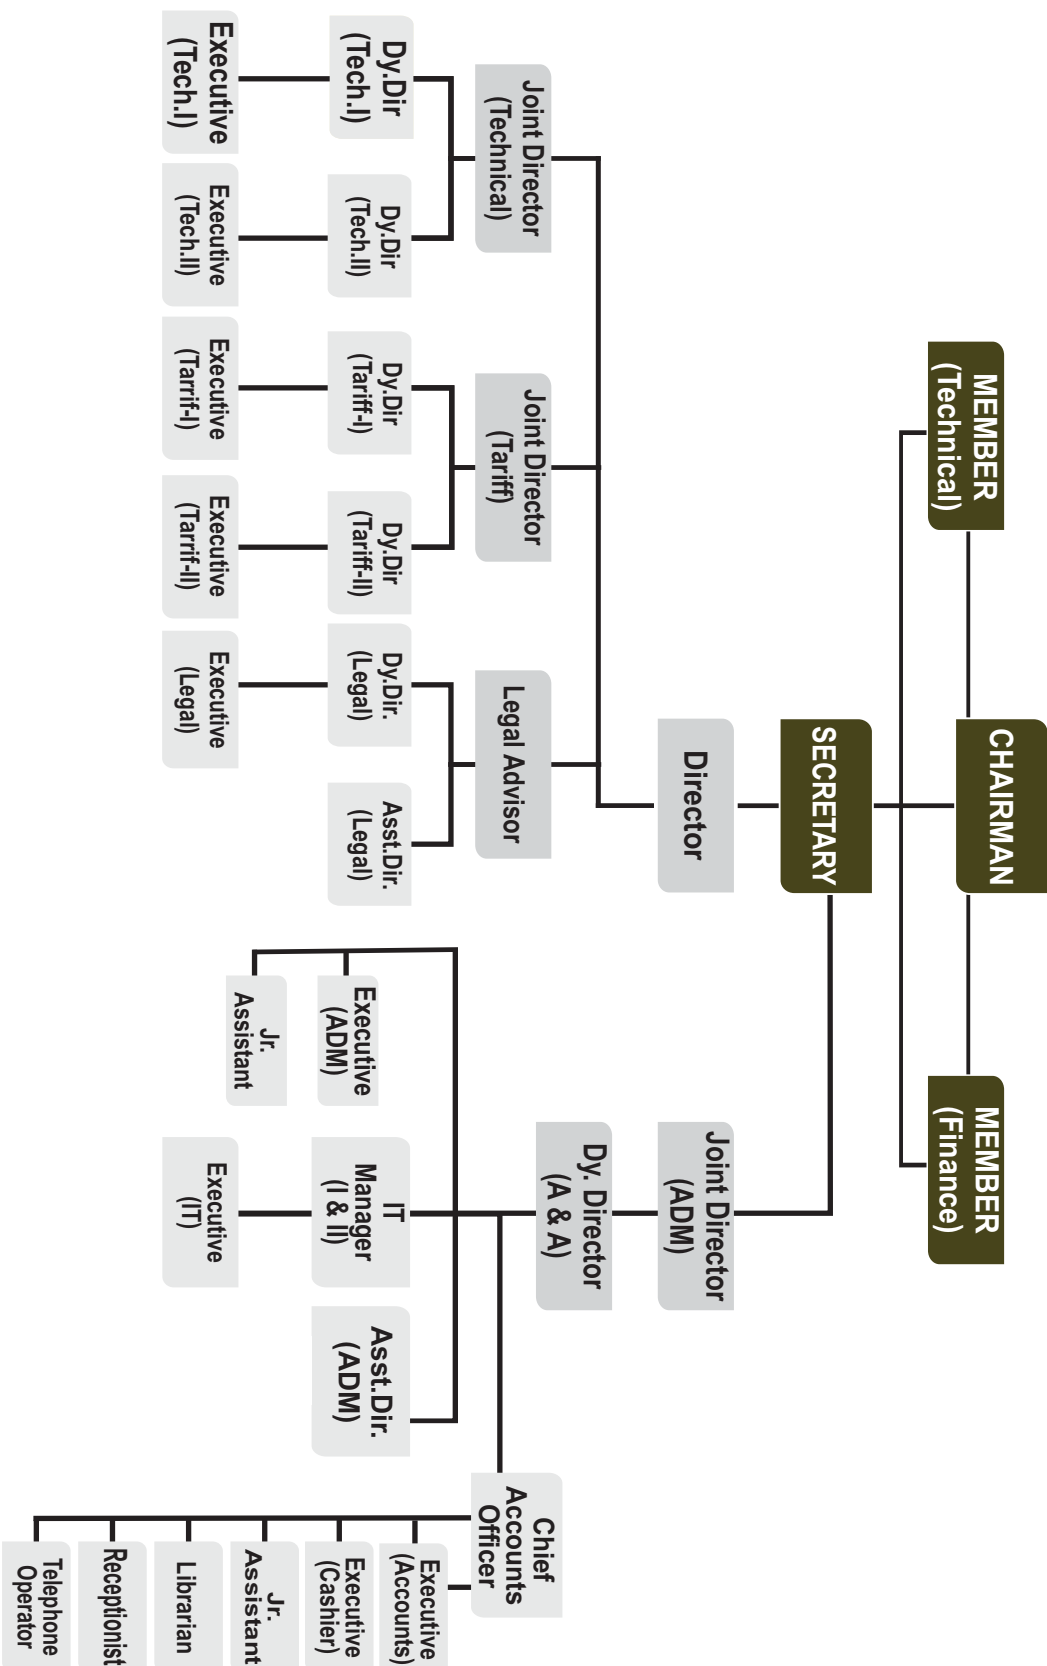 CHAIRMAN
MEMBER
(Technical)
MEMBER
(Finance)
SECRETARY
Director
Joint Director
(ADM)
Joint Director
(Technical)
Joint Director
(Tariff)
Legal Advisor
Dy. Director
(A & A)
Dy.Dir
(Tech.I)
Dy.Dir
(Tech.II)
Dy.Dir
(Tariff-I)
Dy.Dir
(Tariff-II)
Dy.Dir.
(Legal)
Asst.Dir.
(Legal)
Executive
(Tech.I)
Executive
(Tech.II)
Executive
(Tarrif-I)
Executive
(Tarrif-II)
Executive
(Legal)
Executive
(ADM)
Jr.
Assistant
IT
Manager
(I & II)
Executive
(IT)
Asst.Dir.
(ADM)
Chief
Accounts
Officer
Executive
(Accounts)
Executive
(Cashier)
Jr.
Assistant
Librarian
Receptionist
Telephone
Operator